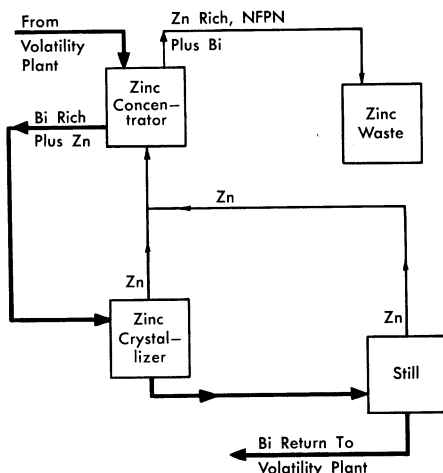 From
Volatility
Plant
Zn Rich, NFPN
Plus Bi
Zinc
Concen-
trator
Zinc
Waste
Bi Rich
Plus Zn
Zn
Zn
Zn
Zinc
Crystal-
lizer
Still
Bi Return To
Volatility Plant